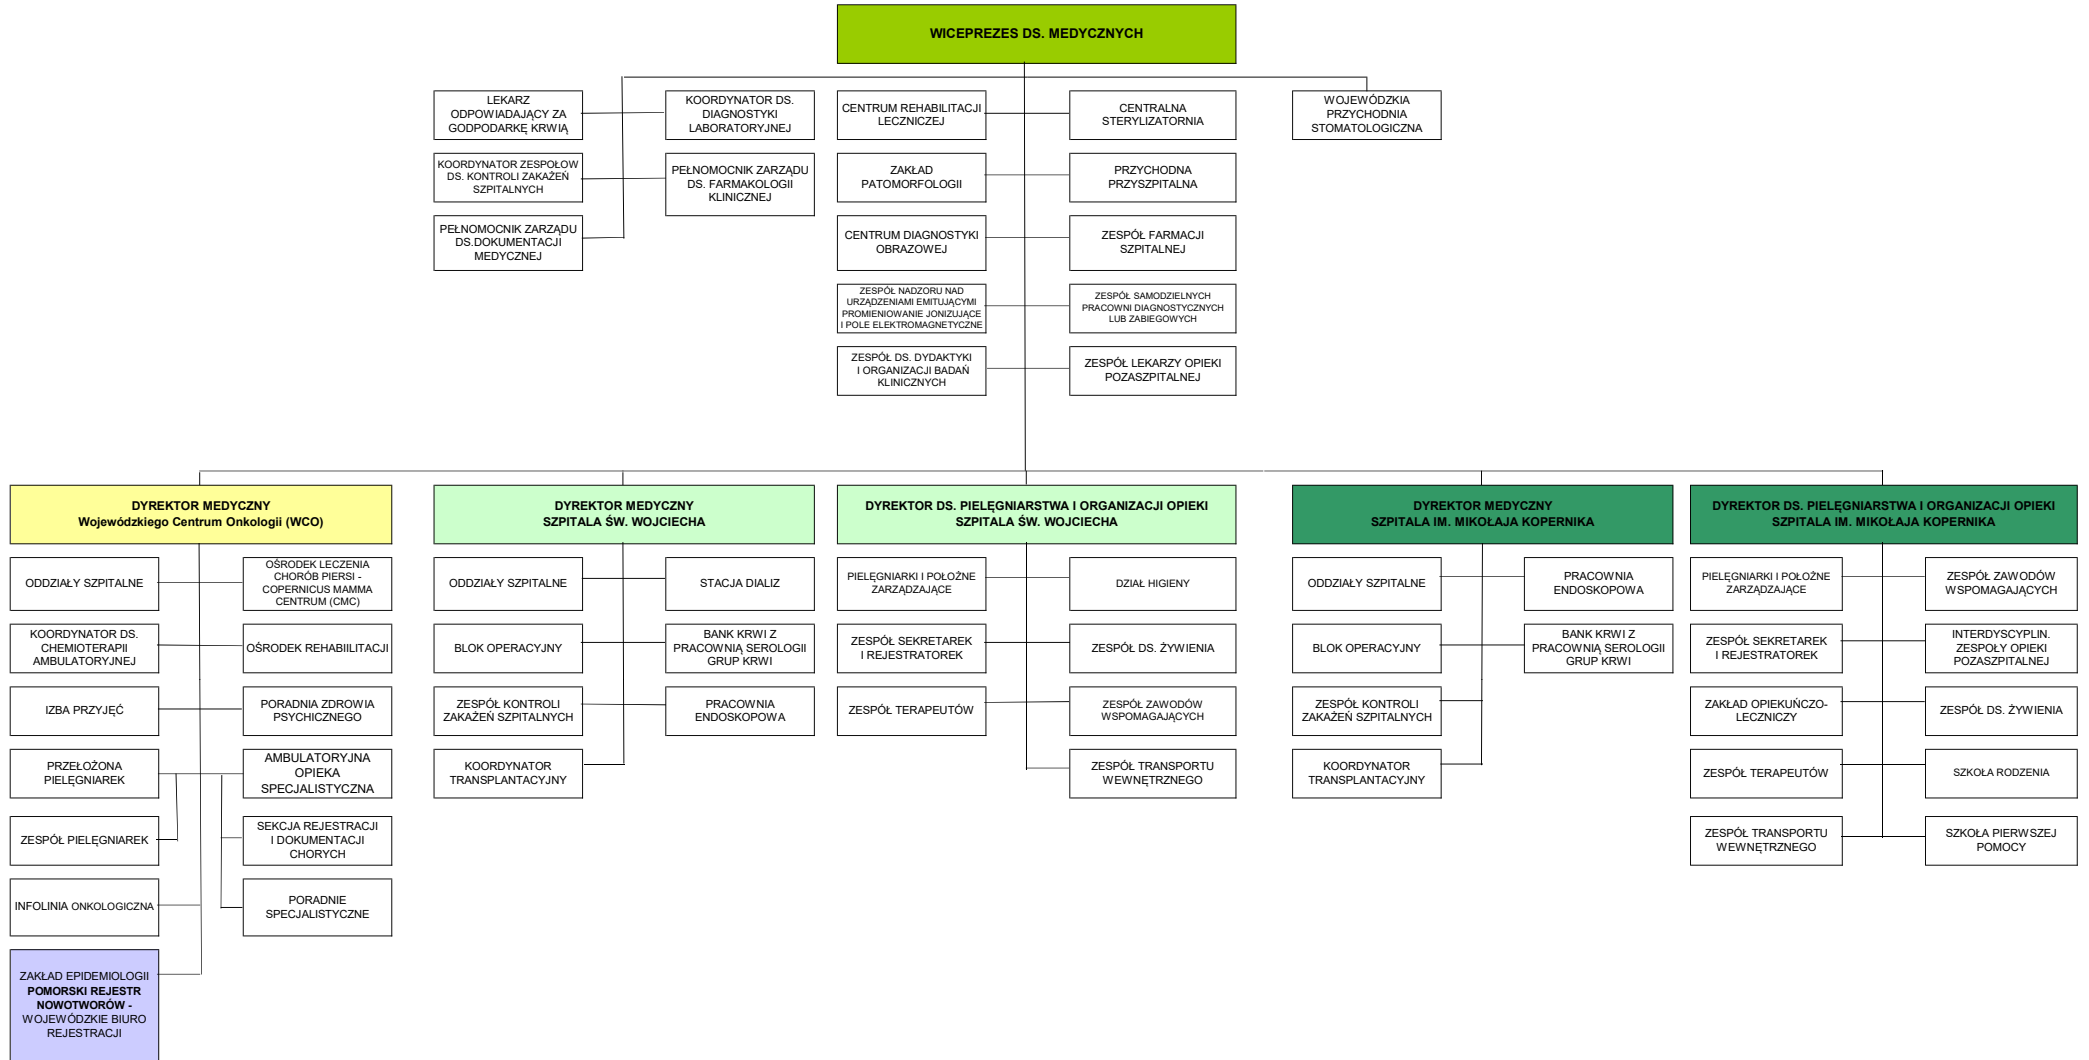 WICEPREZES DS. MEDYCZNYCH
LEKARZ
ODPOWIADAJĄCY ZA
GODPODARKĘ KRWIĄ
KOORDYNATOR DS.
DIAGNOSTYKI
LABORATORYJNEJ
CENTRUM REHABILITACJI
LECZNICZEJ
CENTRALNA
STERYLIZATORNIA
WOJEWÓDZKIA
PRZYCHODNIA
STOMATOLOGICZNA
KOORDYNATOR ZESPOŁOW
DS. KONTROLI ZAKAŻEŃ
SZPITALNYCH
PEŁNOMOCNIK ZARZĄDU
DS. FARMAKOLOGII
KLINICZNEJ
ZAKŁAD
PATOMORFOLOGII
PRZYCHODNA
PRZYSZPITALNA
PEŁNOMOCNIK ZARZĄDU
DS.DOKUMENTACJI
MEDYCZNEJ
CENTRUM DIAGNOSTYKI
OBRAZOWEJ
ZESPÓŁ FARMACJI
SZPITALNEJ
ZESPÓŁ NADZORU NAD
URZĄDZENIAMI EMITUJĄCYMI
PROMIENIOWANIE JONIZUJĄCE
I POLE ELEKTROMAGNETYCZNE
ZESPÓŁ SAMODZIELNYCH
PRACOWNI DIAGNOSTYCZNYCH
LUB ZABIEGOWYCH
ZESPÓŁ DS. DYDAKTYKI
I ORGANIZACJI BADAŃ
KLINICZNYCH
ZESPÓŁ LEKARZY OPIEKI
POZASZPITALNEJ
DYREKTOR MEDYCZNY
Wojewódzkiego Centrum Onkologii (WCO)
DYREKTOR MEDYCZNY
SZPITALA ŚW. WOJCIECHA
DYREKTOR DS. PIELĘGNIARSTWA I ORGANIZACJI OPIEKI
SZPITALA ŚW. WOJCIECHA
DYREKTOR MEDYCZNY
SZPITALA IM. MIKOŁAJA KOPERNIKA
DYREKTOR DS. PIELĘGNIARSTWA I ORGANIZACJI OPIEKI
SZPITALA IM. MIKOŁAJA KOPERNIKA
ODDZIAŁY SZPITALNE
OŚRODEK LECZENIA
CHORÓB PIERSI -
COPERNICUS MAMMA
CENTRUM (CMC)
ODDZIAŁY SZPITALNE
STACJA DIALIZ
PIELĘGNIARKI I POŁOŻNE
ZARZĄDZAJĄCE
DZIAŁ HIGIENY
ODDZIAŁY SZPITALNE
PRACOWNIA
ENDOSKOPOWA
PIELĘGNIARKI I POŁOŻNE
ZARZĄDZAJĄCE
ZESPÓŁ ZAWODÓW
WSPOMAGAJĄCYCH
KOORDYNATOR DS.
CHEMIOTERAPII
AMBULATORYJNEJ
OŚRODEK REHABIILITACJI
BLOK OPERACYJNY
BANK KRWI Z
PRACOWNIĄ SEROLOGII
GRUP KRWI
ZESPÓŁ SEKRETAREK
I REJESTRATOREK
ZESPÓŁ DS. ŻYWIENIA
BLOK OPERACYJNY
BANK KRWI Z
PRACOWNIĄ SEROLOGII
GRUP KRWI
ZESPÓŁ SEKRETAREK
I REJESTRATOREK
INTERDYSCYPLIN.
ZESPOŁY OPIEKI
POZASZPITALNEJ
IZBA PRZYJĘĆ
PORADNIA ZDROWIA
PSYCHICZNEGO
ZESPÓŁ KONTROLI
ZAKAŻEŃ SZPITALNYCH
PRACOWNIA
ENDOSKOPOWA
ZESPÓŁ TERAPEUTÓW
ZESPÓŁ ZAWODÓW
WSPOMAGAJĄCYCH
ZESPÓŁ KONTROLI
ZAKAŻEŃ SZPITALNYCH
ZAKŁAD OPIEKUŃCZO-
LECZNICZY
ZESPÓŁ DS. ŻYWIENIA
PRZEŁOŻONA
PIELĘGNIAREK
AMBULATORYJNA
OPIEKA
SPECJALISTYCZNA
KOORDYNATOR
TRANSPLANTACYJNY
ZESPÓŁ TRANSPORTU
WEWNĘTRZNEGO
KOORDYNATOR
TRANSPLANTACYJNY
ZESPÓŁ TERAPEUTÓW
SZKOŁA RODZENIA
ZESPÓŁ PIELĘGNIAREK
SEKCJA REJESTRACJI
I DOKUMENTACJI
CHORYCH
ZESPÓŁ TRANSPORTU
WEWNĘTRZNEGO
SZKOŁA PIERWSZEJ
POMOCY
INFOLINIA ONKOLOGICZNA
PORADNIE
SPECJALISTYCZNE
ZAKŁAD EPIDEMIOLOGII
POMORSKI REJESTR
NOWOTWORÓW -
WOJEWÓDZKIE BIURO
REJESTRACJI